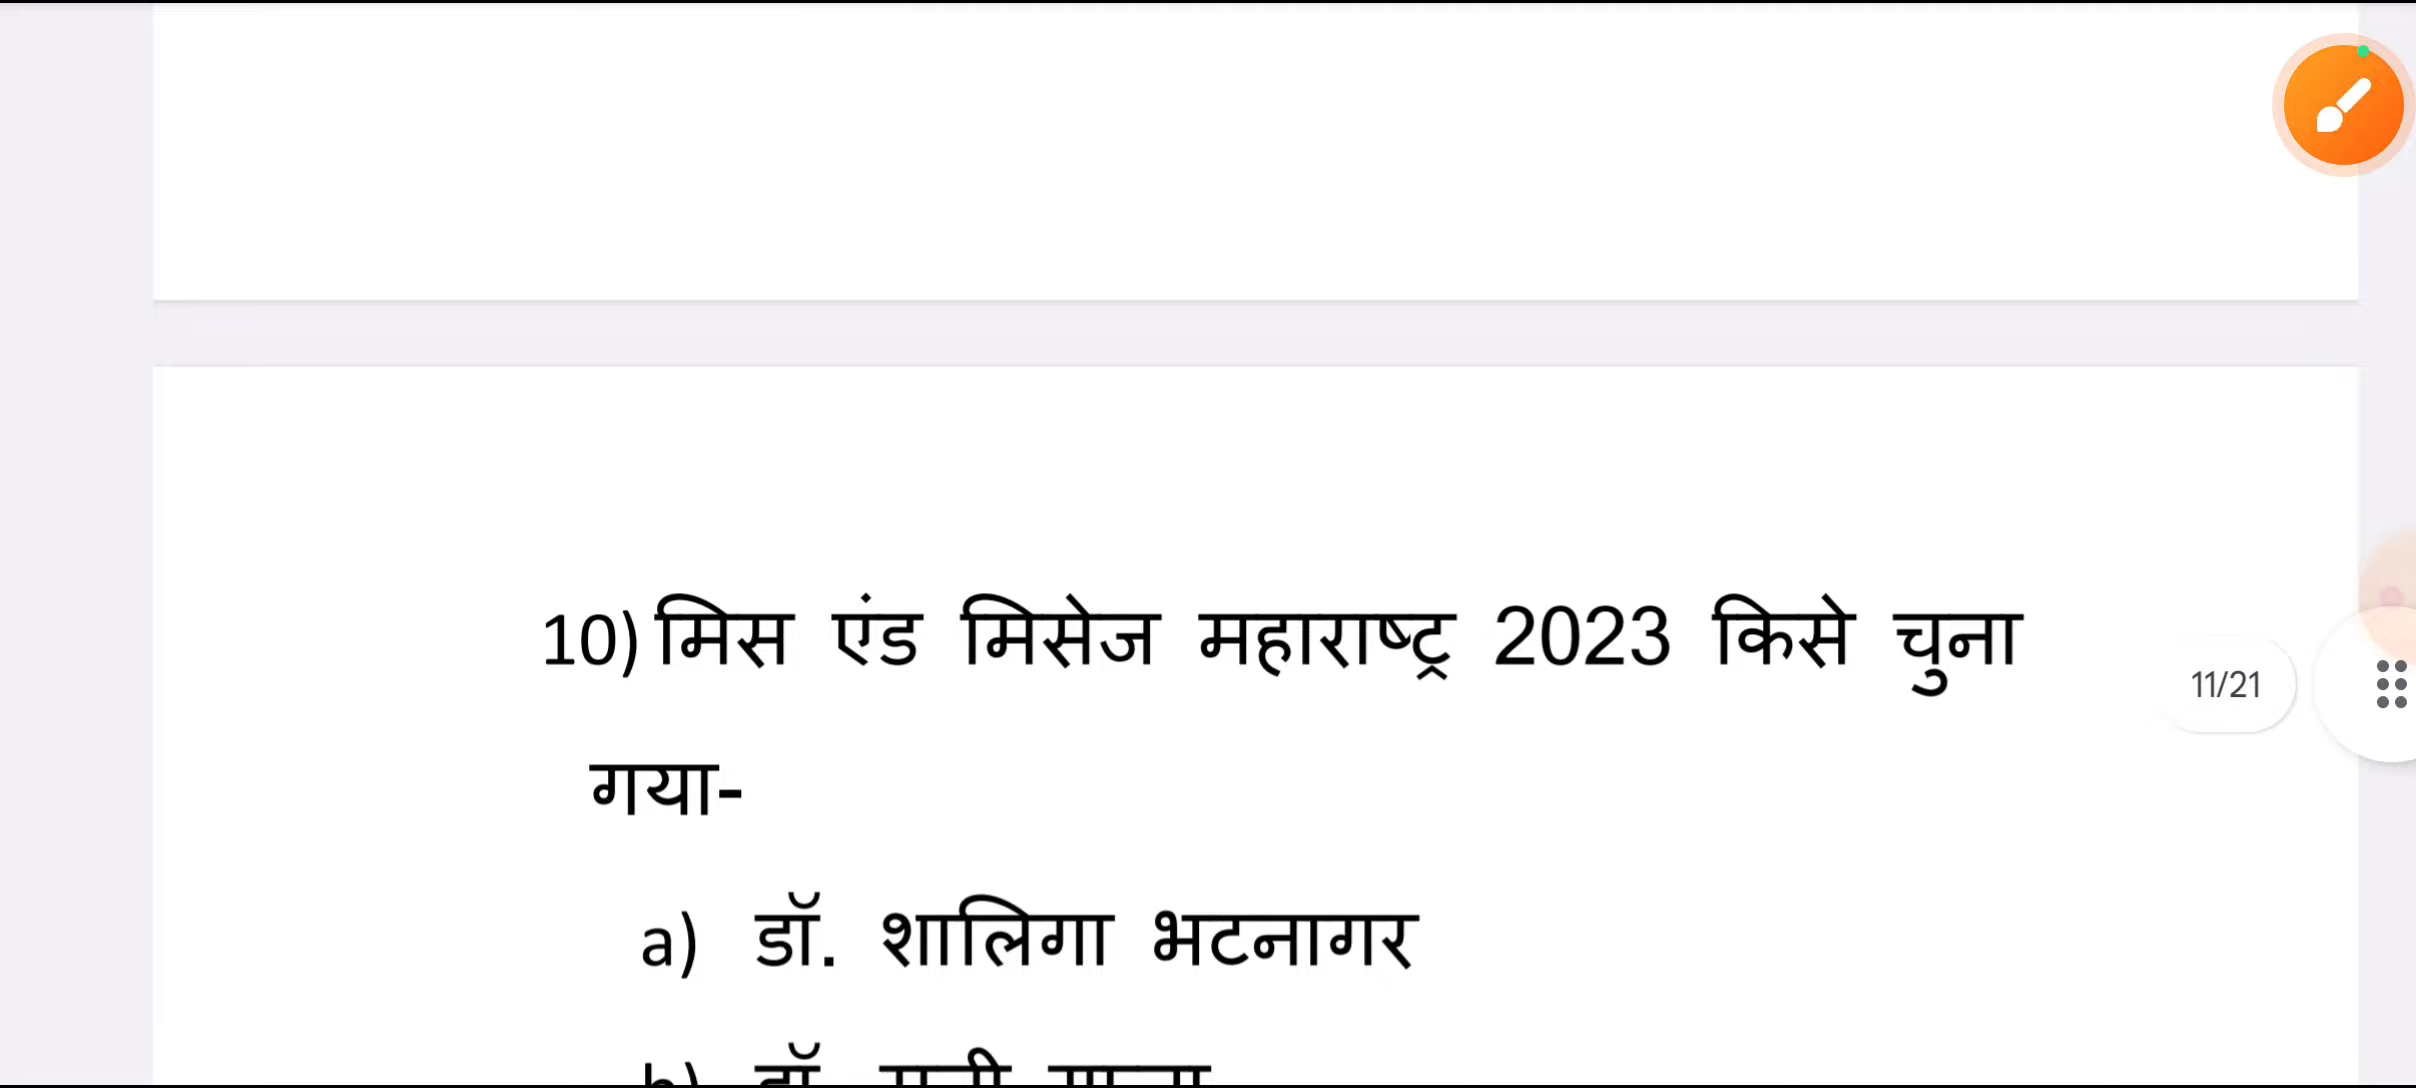 10) मिस एंड मिसेज महाराष्ट्र 2023 किसे चुना
11/21
गया-
a) डॉ. शालिगा भटनागर
b) डॉ.